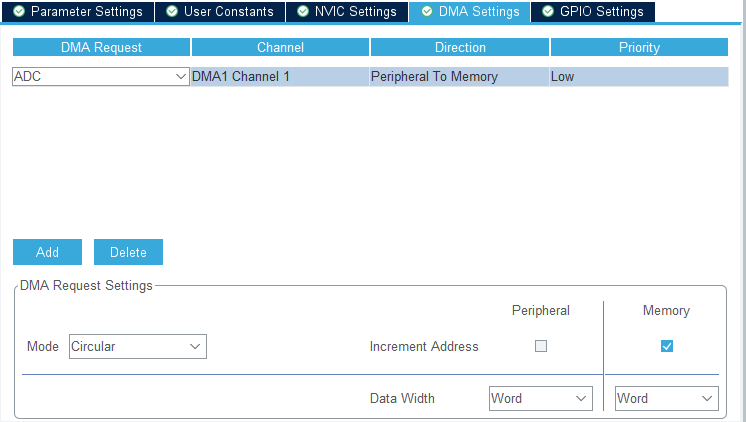 Parameter Settings User Constants NVIC Settings DMA Settings GPIO Settings
DMA Request Channel Direction Priority
ADC DMA1 Channel 1 Peripheral To Memory Low
Add Delete
DMA Request Settings
Peripheral Memory
Mode Circular Increment Address
Data Width Word Word